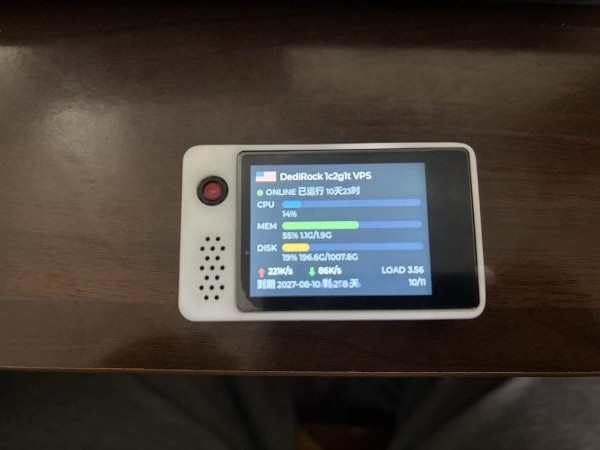 DediRock 1c2g1t VPS
ONLINE 已运行 10天23时
CPU
14%
MEM
55% 1.1G/1.9G
DISK
19% 196.6G/1007.8G
221K/s 86K/s LOAD 3.56
到期 2027-08-10 天 10/11